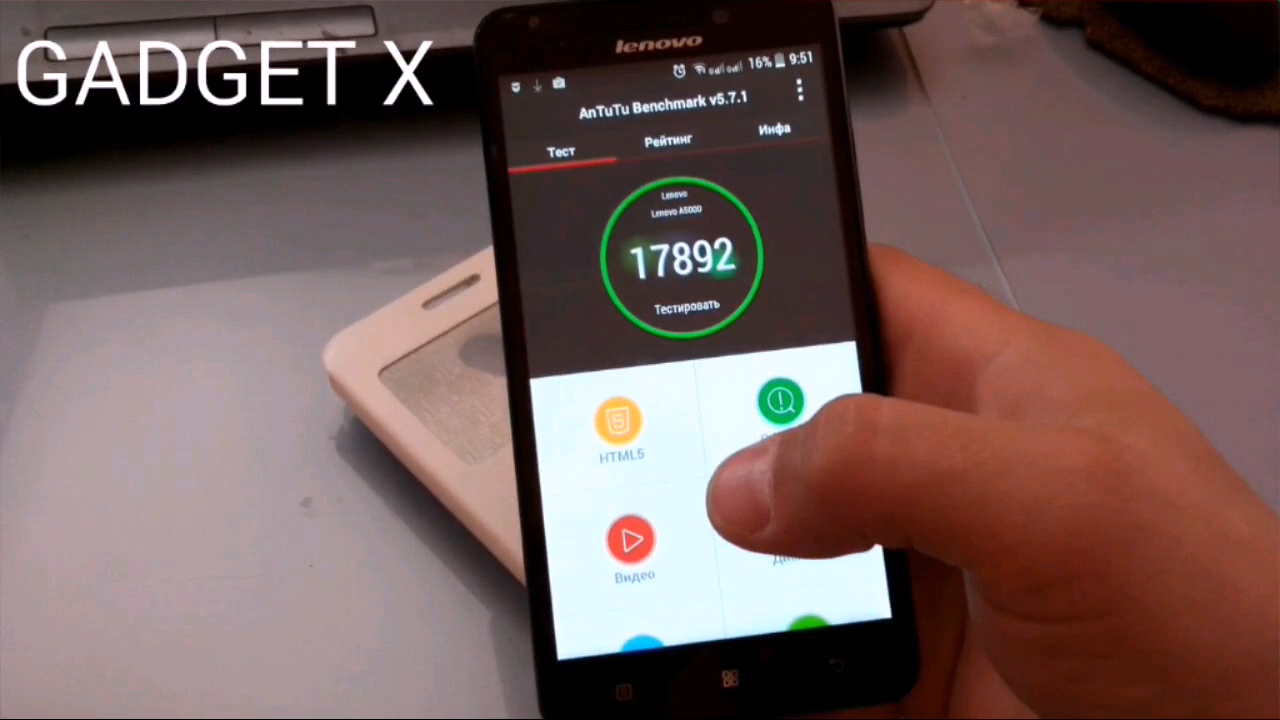 GADGET X
lenovo
16% 9:51
AnTuTu Benchmark v5.7.1
Тест Рейтинг Инфа
Lenovo
Lenovo A5000
17892
Тестировать
HTML5
Видео